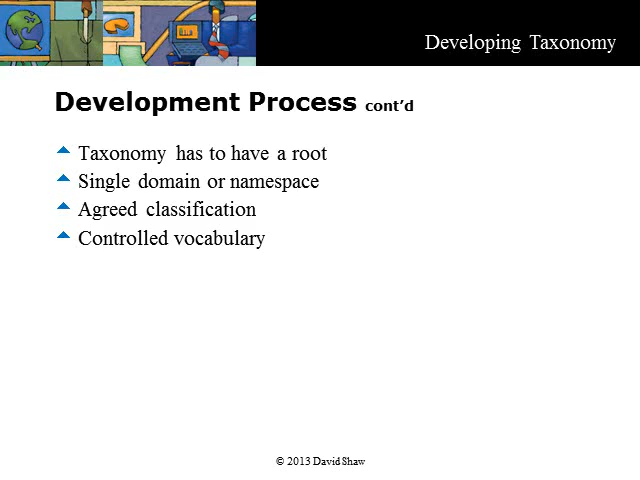 Developing Taxonomy
Development Process cont'd
Taxonomy has to have a root
Single domain or namespace
Agreed classification
Controlled vocabulary
© 2013 David Shaw